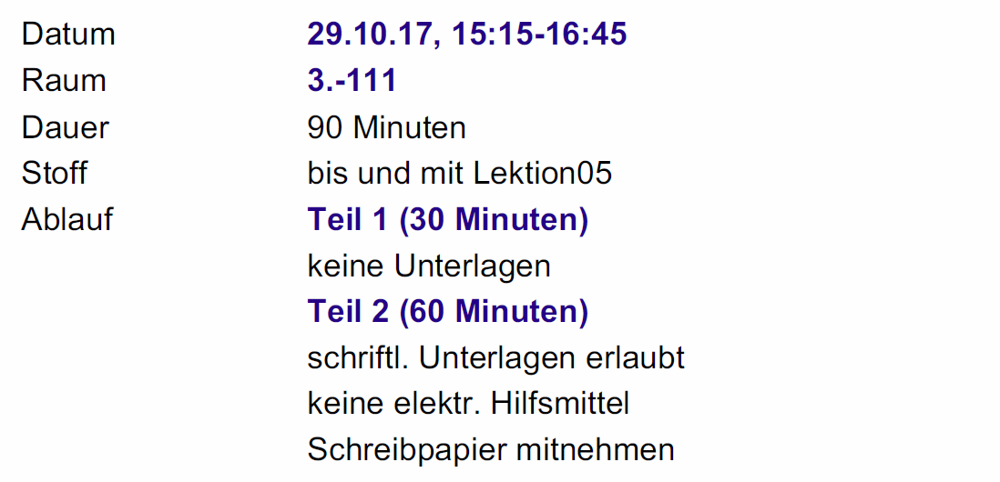 Datum 29.10.17, 15:15-16:45
Raum 3.-111
Dauer 90 Minuten
Stoff bis und mit Lektion05
Ablauf Teil 1 (30 Minuten)
keine Unterlagen
Teil 2 (60 Minuten)
schriftl. Unterlagen erlaubt
keine elektr. Hilfsmittel
Schreibpapier mitnehmen